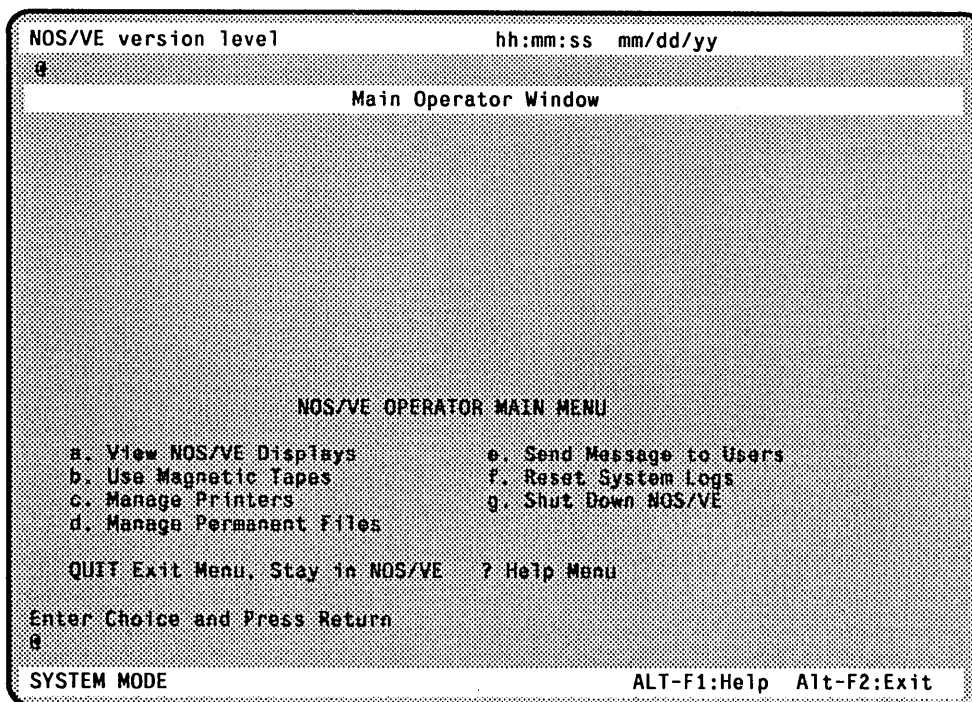 NOS/VE version level hh:mm:ss mm/dd/yy
@
Main Operator Window
NOS/VE OPERATOR MAIN MENU
a. View NOS/VE Displays e. Send Message to Users
b. Use Magnetic Tapes f. Reset System Logs
c. Manage Printers g. Shut Down NOS/VE
d. Manage Permanent Files
QUIT Exit Menu, Stay in NOS/VE ? Help Menu
Enter Choice and Press Return
@
SYSTEM MODE ALT-F1:Help Alt-F2:Exit